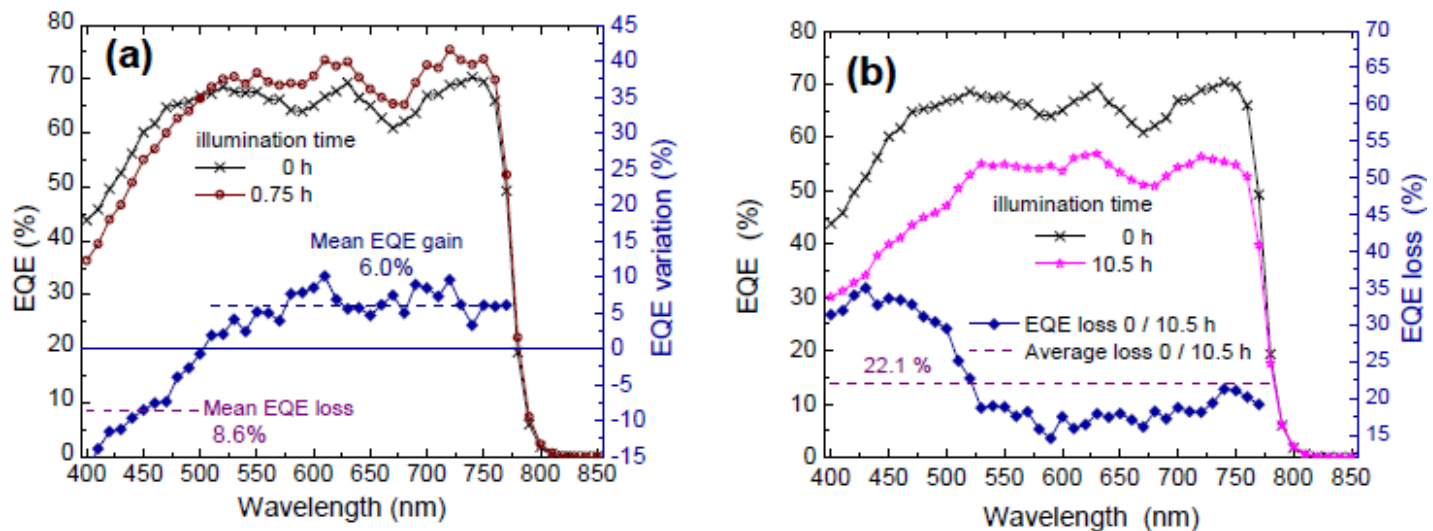 (a)
EQE (%)
80
70
60
50
40
30
20
10
0
illumination time
0 h
0.75 h
Mean EQE gain
6.0%
Mean EQE loss
8.6%
45
40
35
30
25
20
15
10
5
0
-5
-10
-15
EQE variation (%)
400 450 500 550 600 650 700 750 800 850
Wavelength (nm)
(b)
EQE (%)
80
70
60
50
40
30
20
10
0
illumination time
0 h
10.5 h
EQE loss 0 / 10.5 h
Average loss 0 / 10.5 h
22.1 %
70
65
60
55
50
45
40
35
30
25
20
15
EQE loss (%)
400 450 500 550 600 650 700 750 800 850
Wavelength (nm)